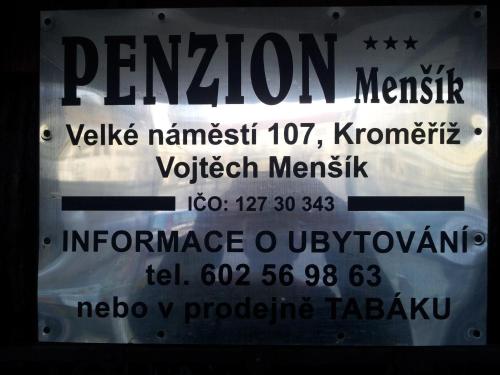 PENZION ***
Menšík
Velké náměstí 107, Kroměříž
Vojtěch Menšík
IČO: 127 30 343
INFORMACE O UBYTOVÁNÍ
tel. 602 56 98 63
nebo v prodejně TABÁKU